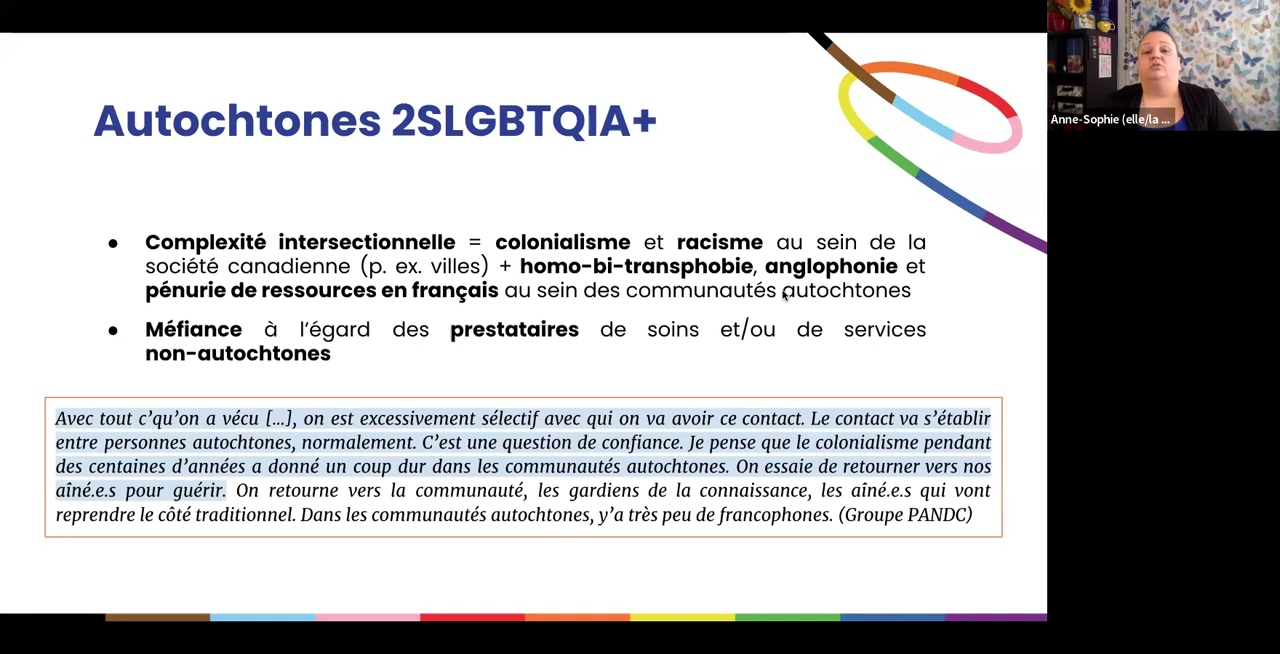 Autochtones 2SLGBTQIA+
● Complexité intersectionnelle = colonialisme et racisme au sein de la
société canadienne (p. ex. villes) + homo-bi-transphobie, anglophonie et
pénurie de ressources en français au sein des communautés autochtones
● Méfiance à l’égard des prestataires de soins et/ou de services
non-autochtones
Avec tout c’qu’on a vécu [...], on est excessivement sélectif avec qui on va avoir ce contact. Le contact va s’établir
entre personnes autochtones, normalement. C’est une question de confiance. Je pense que le colonialisme pendant
des centaines d’années a donné un coup dur dans les communautés autochtones. On essaie de retourner vers nos
aîné.e.s pour guérir. On retourne vers la communauté, les gardiens de la connaissance, les aîné.e.s qui vont
reprendre le côté traditionnel. Dans les communautés autochtones, y’a très peu de francophones. (Groupe PANDC)
Anne-Sophie (elle/la ...